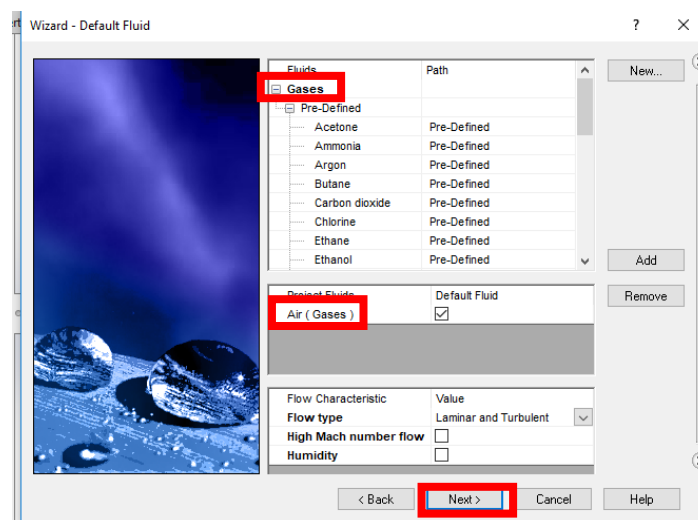 Wizard - Default Fluid
Fluids Path
New...
Gases
Pre-Defined
Acetone Pre-Defined
Ammonia Pre-Defined
Argon Pre-Defined
Butane Pre-Defined
Carbon dioxide Pre-Defined
Chlorine Pre-Defined
Ethane Pre-Defined
Ethanol Pre-Defined
Add
Project Fluids Default Fluid
Remove
Air ( Gases )
Flow Characteristic Value
Flow type Laminar and Turbulent
High Mach number flow
Humidity
< Back Next > Cancel Help